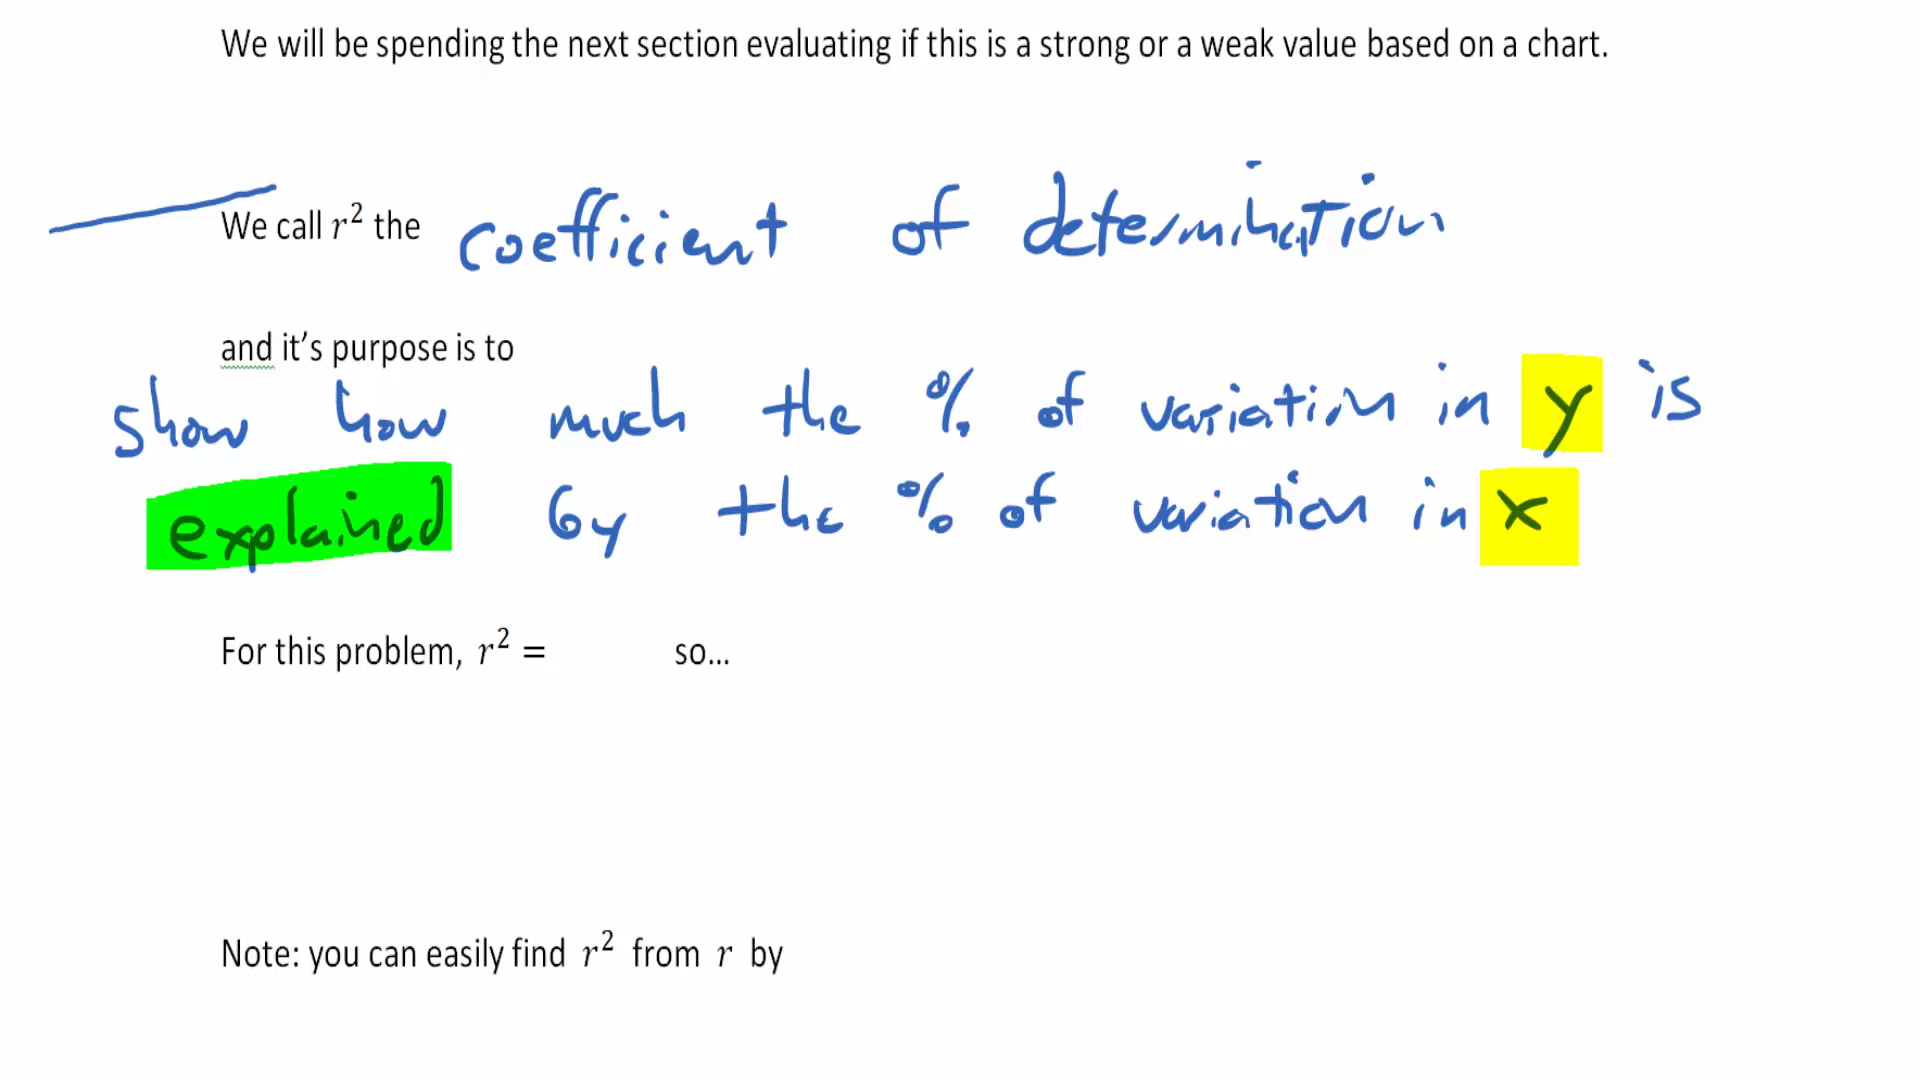 We will be spending the next section evaluating if this is a strong or a weak value based on a chart.
We call r² the coefficient of determination
and it's purpose is to
show how much the % of variation in y is
explained by the % of variation in x
For this problem, r² = so...
Note: you can easily find r² from r by